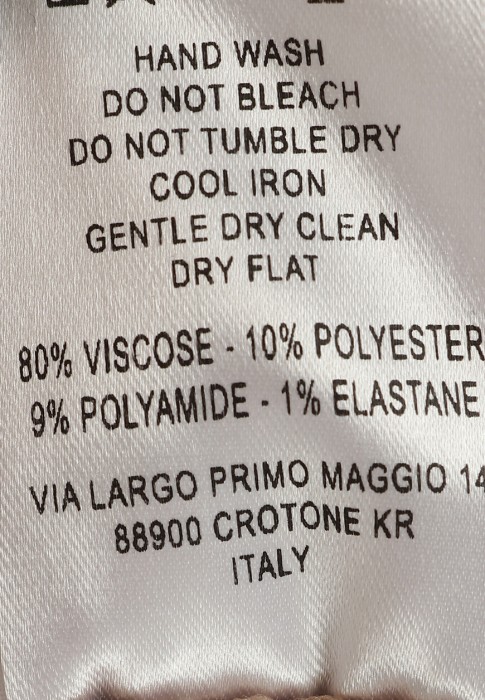 HAND WASH
DO NOT BLEACH
DO NOT TUMBLE DRY
COOL IRON
GENTLE DRY CLEAN
DRY FLAT
80% VISCOSE - 10% POLYESTER
9% POLYAMIDE - 1% ELASTANE
VIA LARGO PRIMO MAGGIO 14
88900 CROTONE KR
ITALY